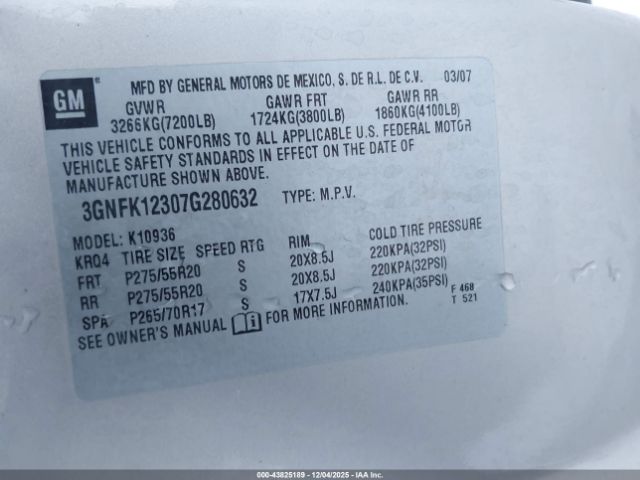 GM
MFD BY GENERAL MOTORS DE MEXICO, S. DE R.L. DE C.V. 03/07
GVWR GAWR FRT GAWR RR
3266KG(7200LB) 1724KG(3800LB) 1860KG(4100LB)
THIS VEHICLE CONFORMS TO ALL APPLICABLE U.S. FEDERAL MOTOR
VEHICLE SAFETY STANDARDS IN EFFECT ON THE DATE OF
MANUFACTURE SHOWN ABOVE.
3GNFK12307G280632 TYPE: M.P.V.
MODEL: K10936
KRQ4 TIRE SIZE SPEED RTG RIM COLD TIRE PRESSURE
FRT P275/55R20 S 20X8.5J 220KPA(32PSI)
RR P275/55R20 S 20X8.5J 220KPA(32PSI)
SPA P265/70R17 17X7.5J 240KPA(35PSI) F 468
T 521
SEE OWNER'S MANUAL FOR MORE INFORMATION.
000-43825189 - 12/04/2025 - IAAI.COM